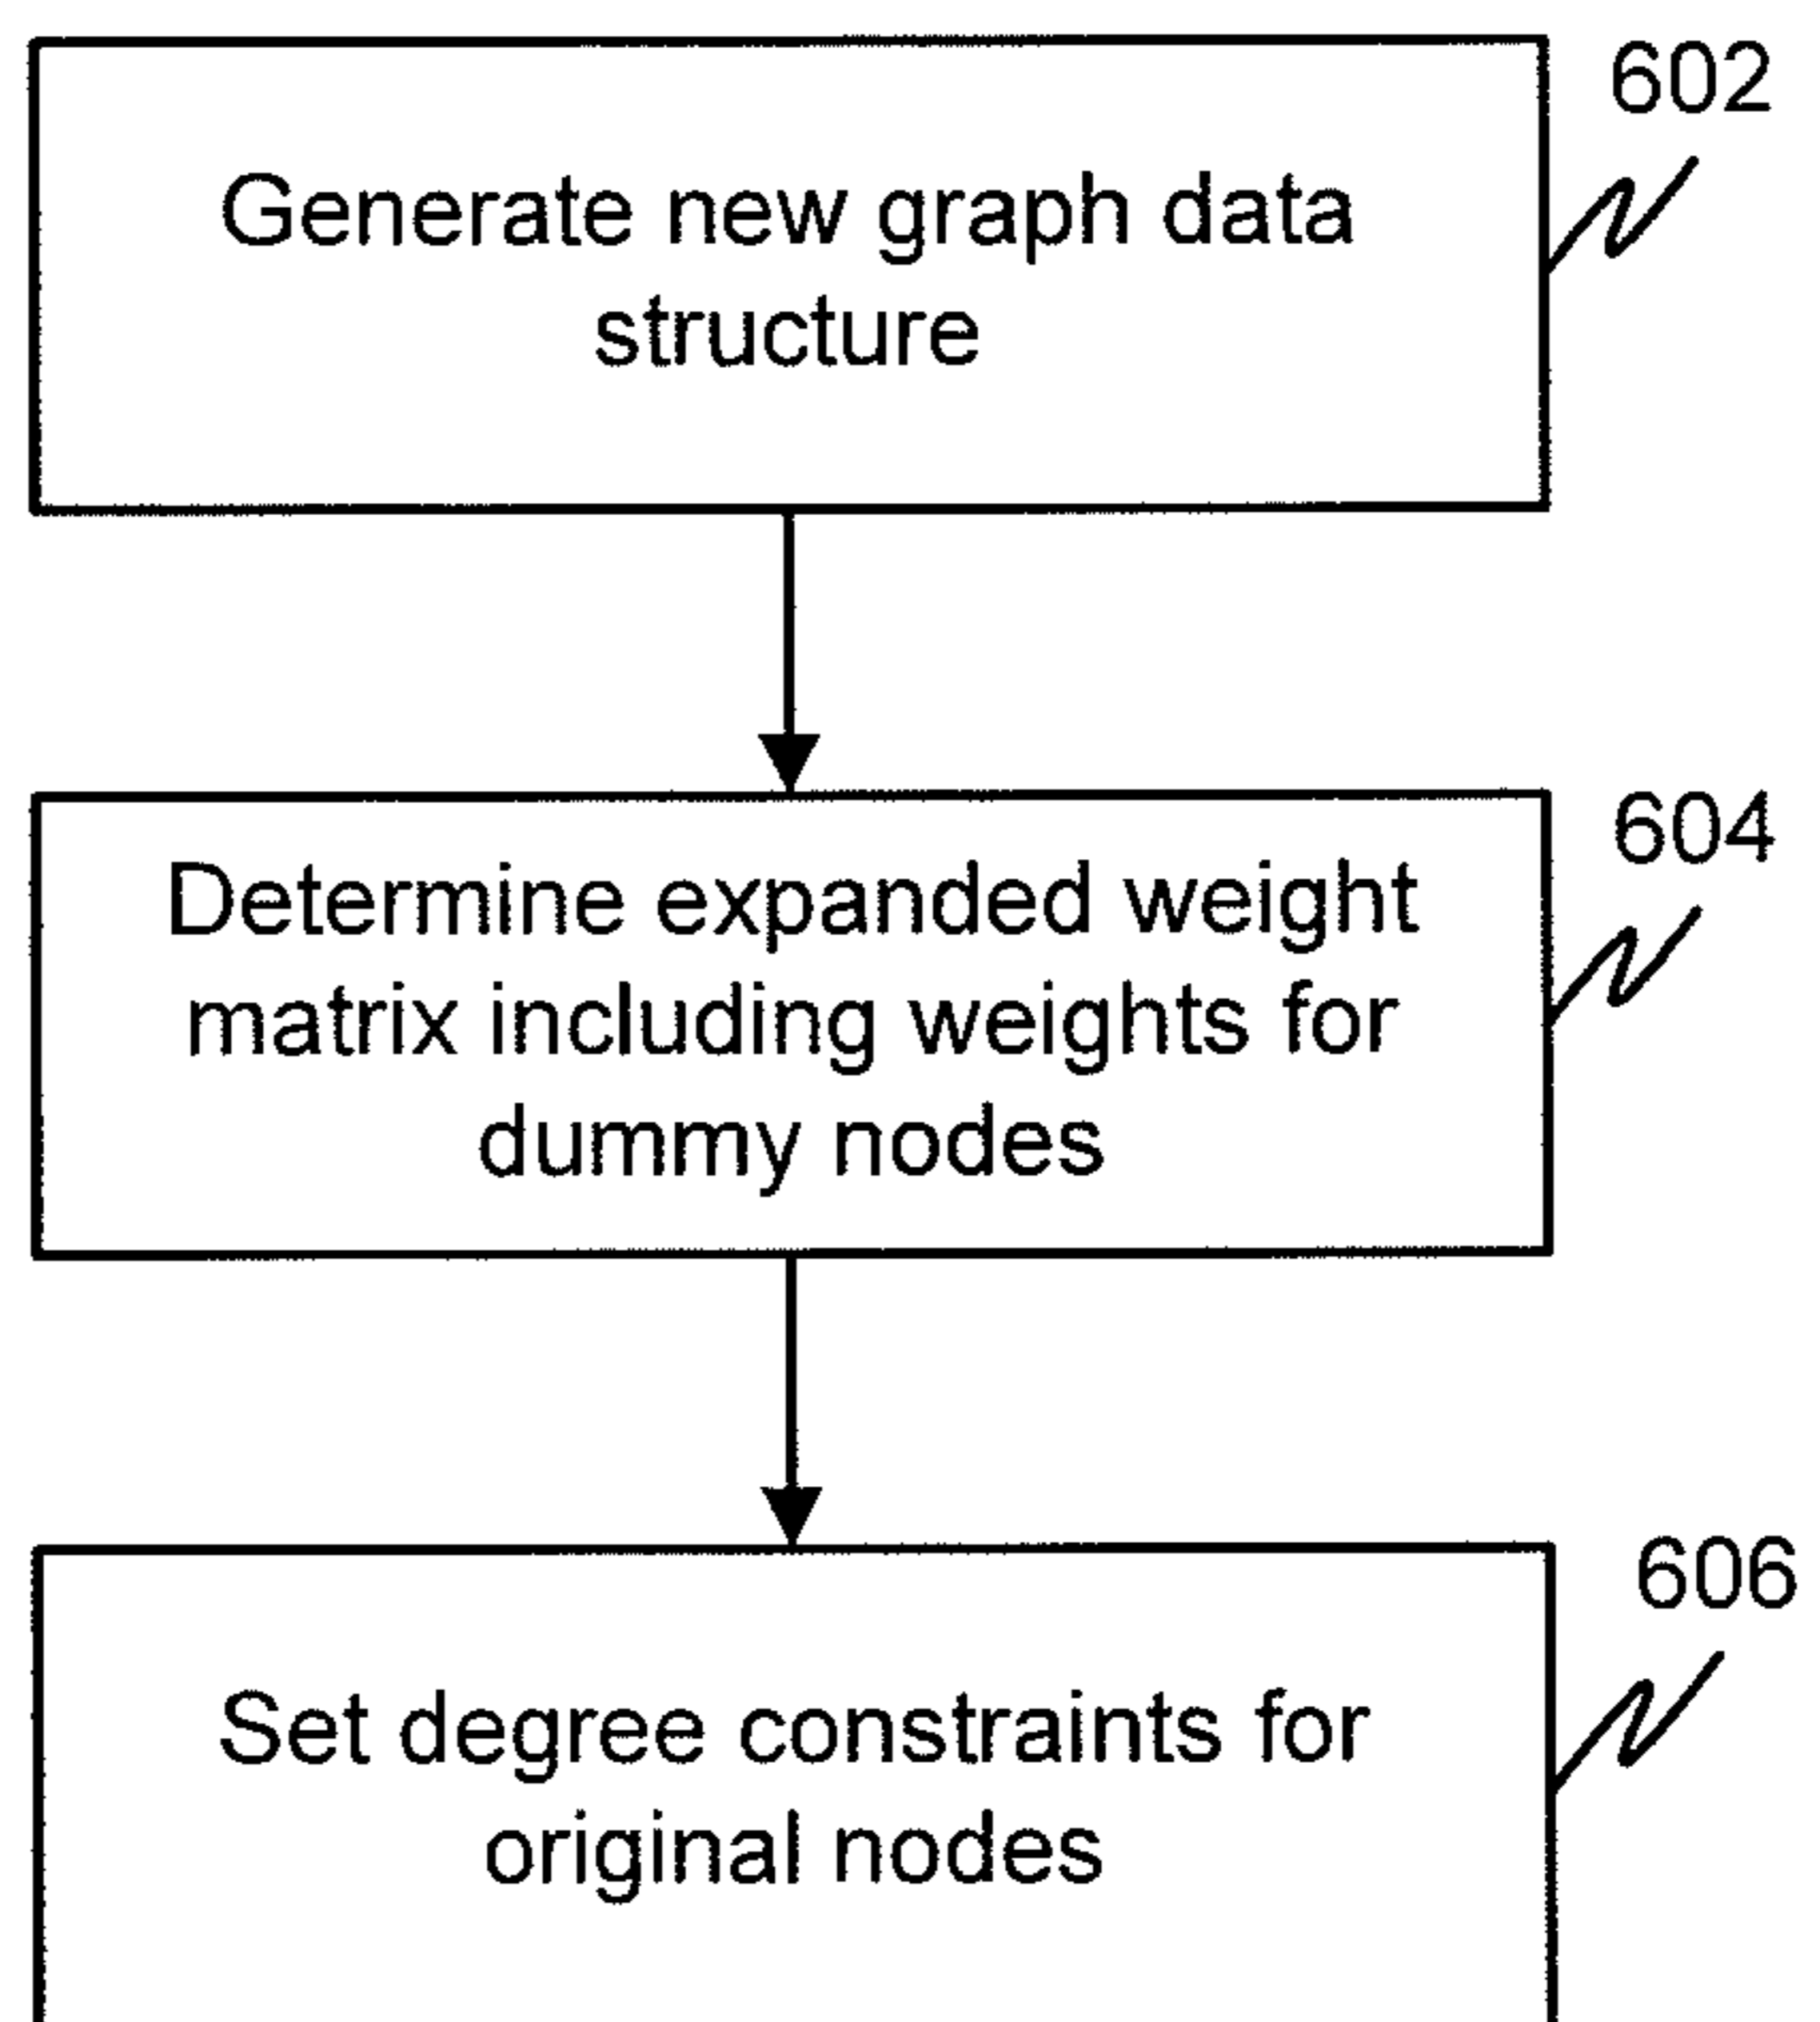 602
Generate new graph data
structure
604
Determine expanded weight
matrix including weights for
dummy nodes
606
Set degree constraints for
original nodes